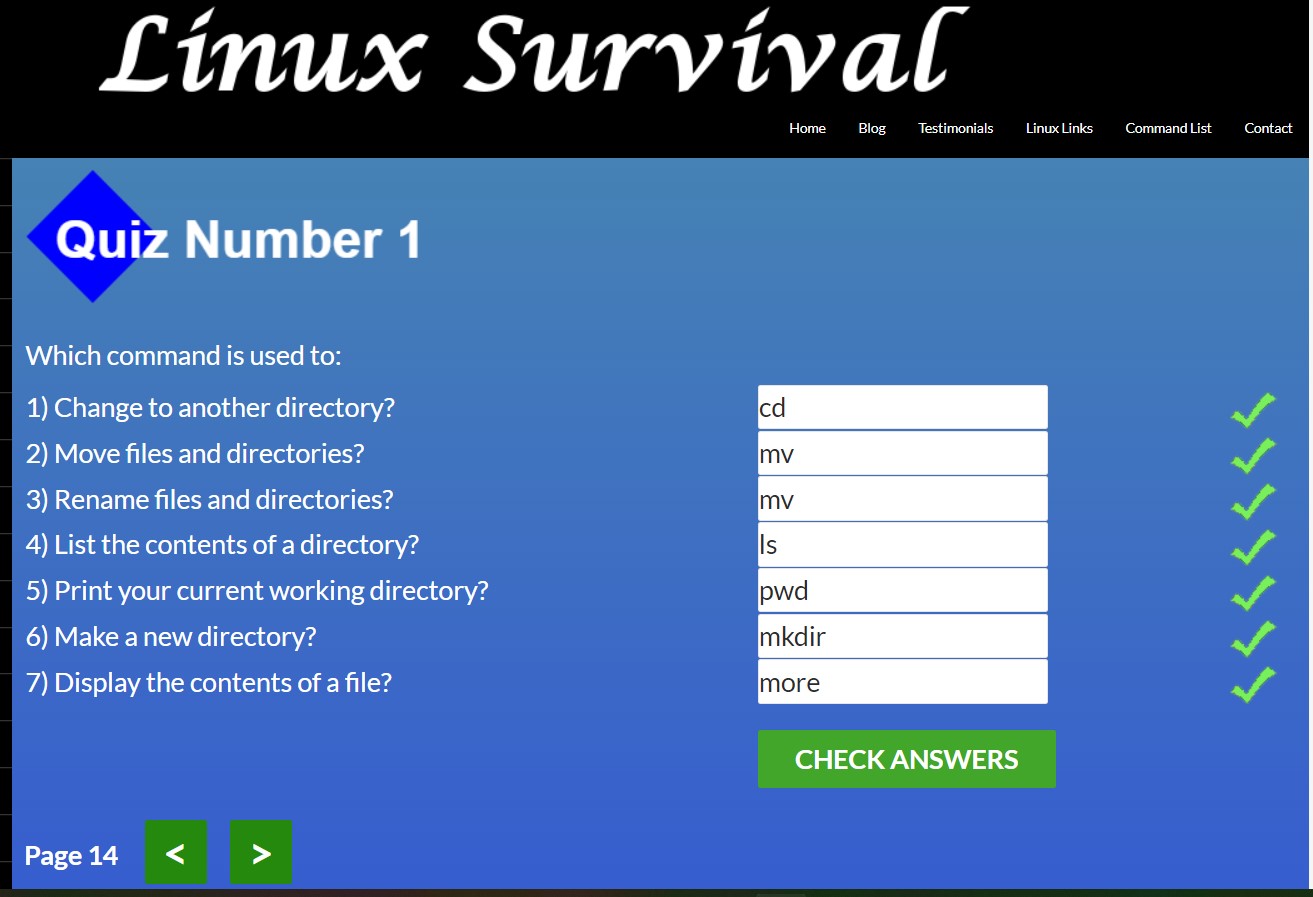 Linux Survival
Home Blog Testimonials Linux Links Command List Contact
Quiz Number 1
Which command is used to:
1) Change to another directory? cd
2) Move files and directories? mv
3) Rename files and directories? mv
4) List the contents of a directory? ls
5) Print your current working directory? pwd
6) Make a new directory? mkdir
7) Display the contents of a file? more
CHECK ANSWERS
Page 14 < >